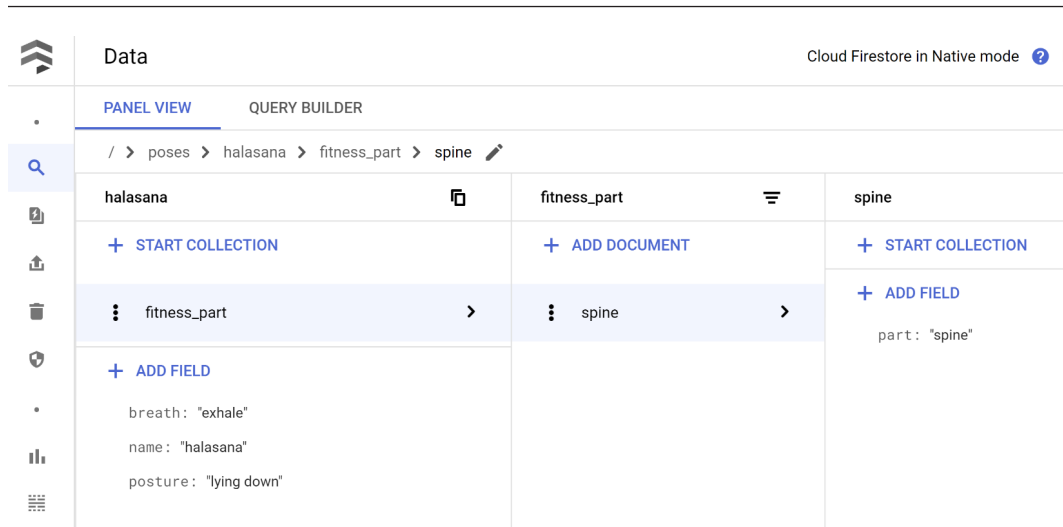 Data
Cloud Firestore in Native mode ?
PANEL VIEW QUERY BUILDER
/ > poses > halasana > fitness_part > spine
halasana
+ START COLLECTION
fitness_part
+ ADD FIELD
breath: "exhale"
name: "halasana"
posture: "lying down"
fitness_part
+ ADD DOCUMENT
spine
spine
+ START COLLECTION
+ ADD FIELD
part: "spine"